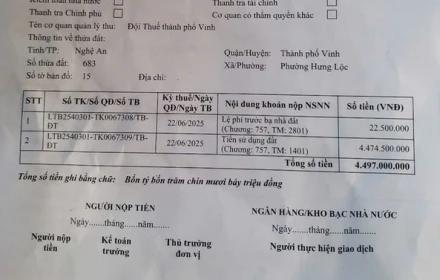 Kiểm toán nhà nước
Thanh tra tài chính
Thanh tra Chính phủ
Cơ quan có thẩm quyền khác
Tên cơ quan quản lý thu: Đội Thuế thành phố Vinh
Thông tin về thửa đất:
Tỉnh/TP: Nghệ An
Quận/Huyện: Thành phố Vinh
Số thửa đất: 683
Xã/Phường: Phường Hưng Lộc
Số tờ bản đồ: 15
Địa chỉ:
STT Số TK/Số QĐ/Số TB Kỳ thuế/Ngày QĐ/Ngày TB Nội dung khoản nộp NSNN Số tiền (VNĐ)
1 LTB2540301-TK0067308/TB-ĐT 22/06/2025 Lệ phí trước bạ nhà đất (Chương: 757, TM: 2801) 22.500.000
2 LTB2540301-TK0067309/TB-ĐT 22/06/2025 Tiền sử dụng đất (Chương: 757, TM: 1401) 4.474.500.000
Tổng số tiền 4.497.000.000
Tổng số tiền ghi bằng chữ: Bốn tỷ bốn trăm chín mươi bảy triệu đồng
NGƯỜI NỘP TIỀN
Ngày......tháng......năm.......
Người nộp tiền
Kế toán trưởng
Thủ trưởng đơn vị
NGÂN HÀNG/KHO BẠC NHÀ NƯỚC
Ngày......tháng......năm.......
Người thực hiện giao dịch